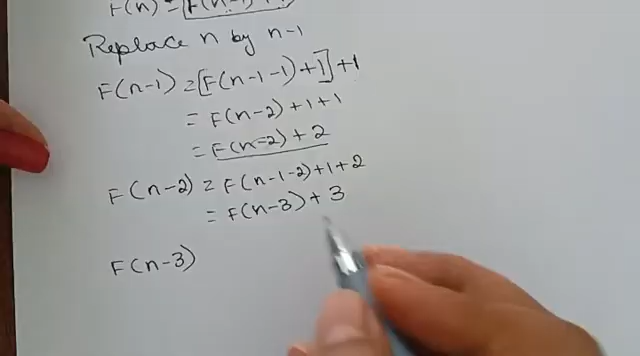 F(n) = F(n-1) +
Replace n by n-1
F(n-1) = [F(n-1-1)+1]+1
= F(n-2)+1+1
= F(n-2)+2
F(n-2) = F(n-1-2)+1+2
= F(n-3)+3
F(n-3)